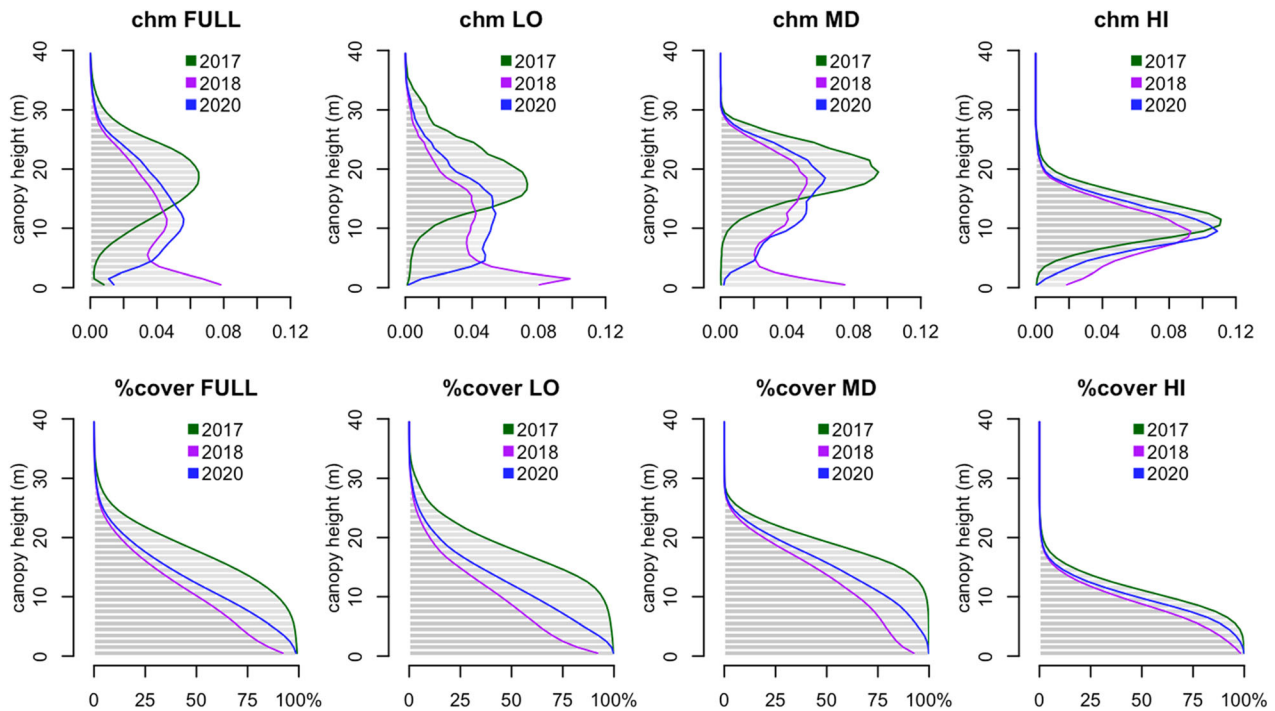 chm FULL
chm LO
chm MD
chm HI
2017
2018
2020
2017
2018
2020
2017
2018
2020
2017
2018
2020
canopy height (m)
0 10 20 30 40
canopy height (m)
0 10 20 30 40
canopy height (m)
0 10 20 30 40
canopy height (m)
0 10 20 30 40
0.00 0.04 0.08 0.12
0.00 0.04 0.08 0.12
0.00 0.04 0.08 0.12
0.00 0.04 0.08 0.12
%cover FULL
%cover LO
%cover MD
%cover HI
2017
2018
2020
2017
2018
2020
2017
2018
2020
2017
2018
2020
canopy height (m)
0 10 20 30 40
canopy height (m)
0 10 20 30 40
canopy height (m)
0 10 20 30 40
canopy height (m)
0 10 20 30 40
0 25 50 75 100%
0 25 50 75 100%
0 25 50 75 100%
0 25 50 75 100%